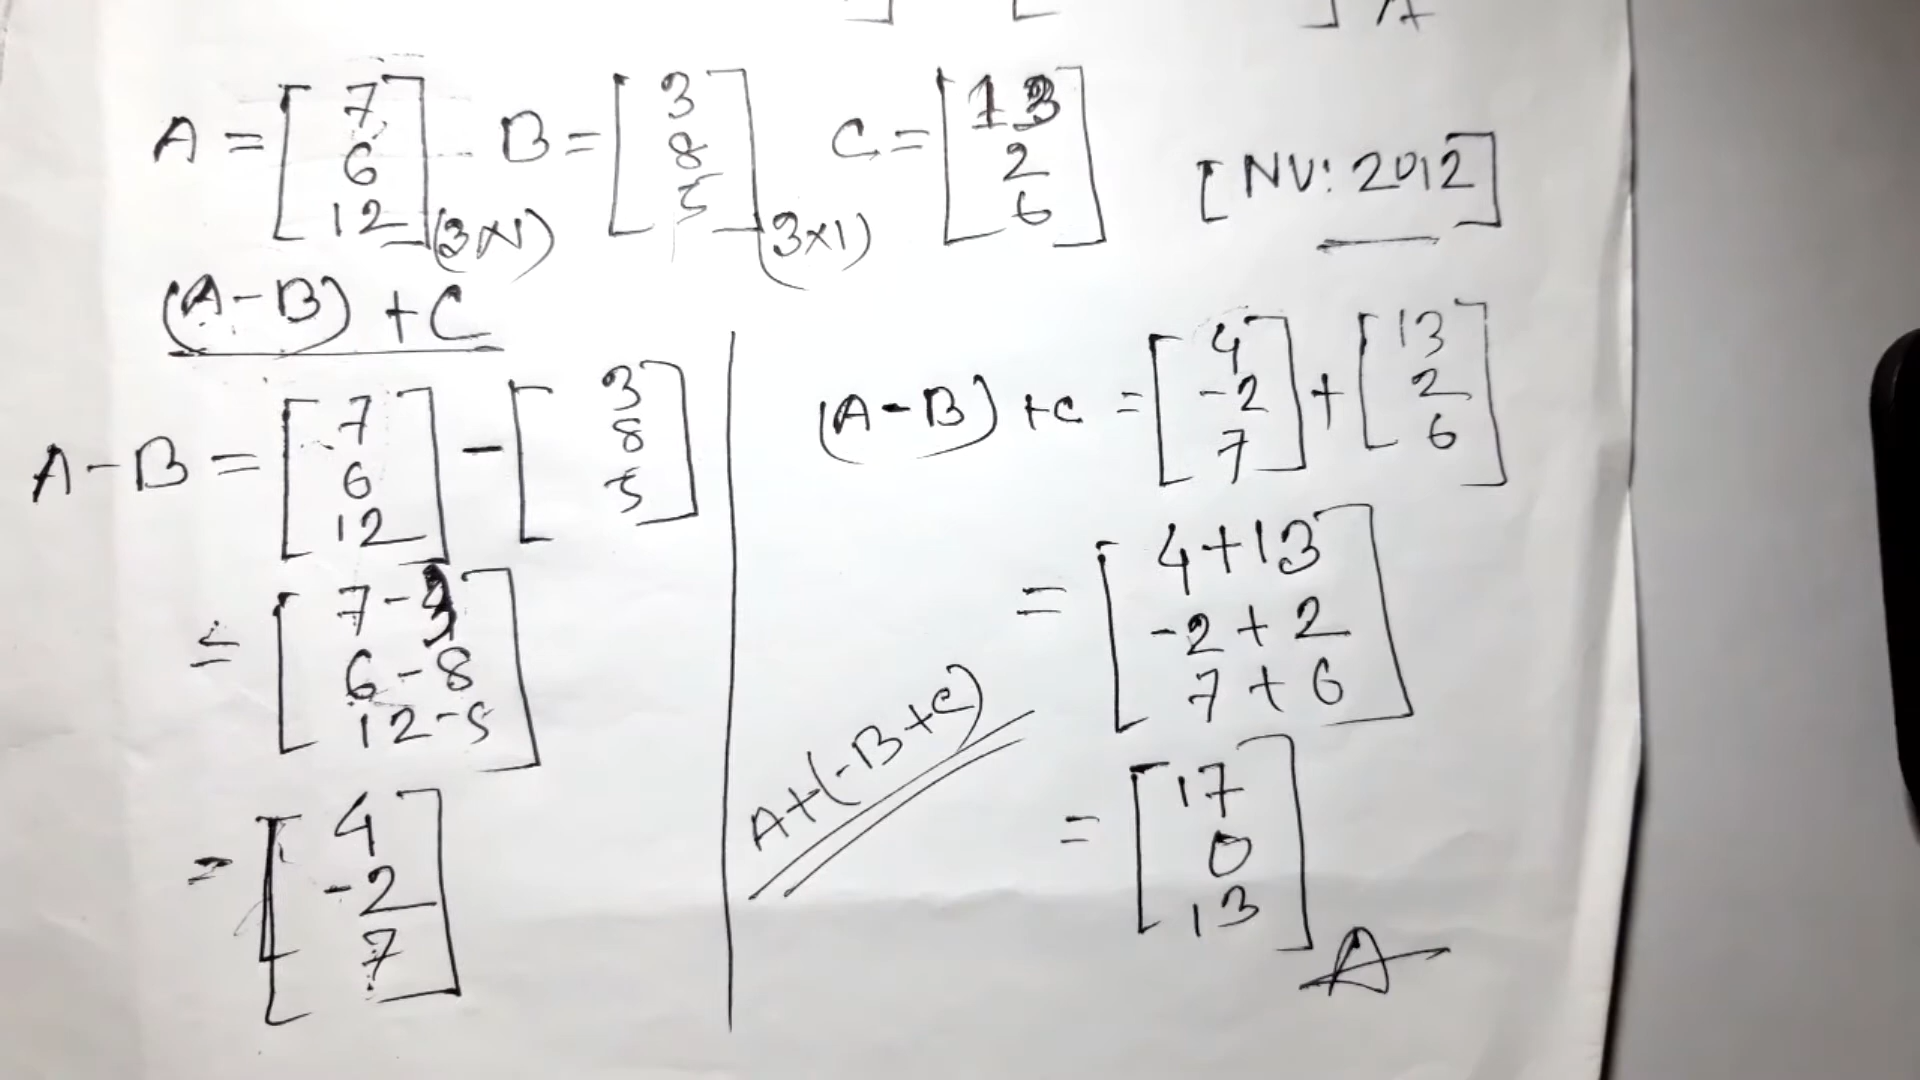 A = [7 6 12] (3×1) B = [3 8 5] (3×1) C = [13 2 6] [NU: 2012]
(A-B) + C
A-B = [7 6 12] - [3 8 5]
= [7-3 6-8 12-5]
= [4 -2 7]
(A-B) +C = [4 -2 7] + [13 2 6]
= [4+13 -2+2 7+6]
= [17 0 13] A
A+(-B+C)